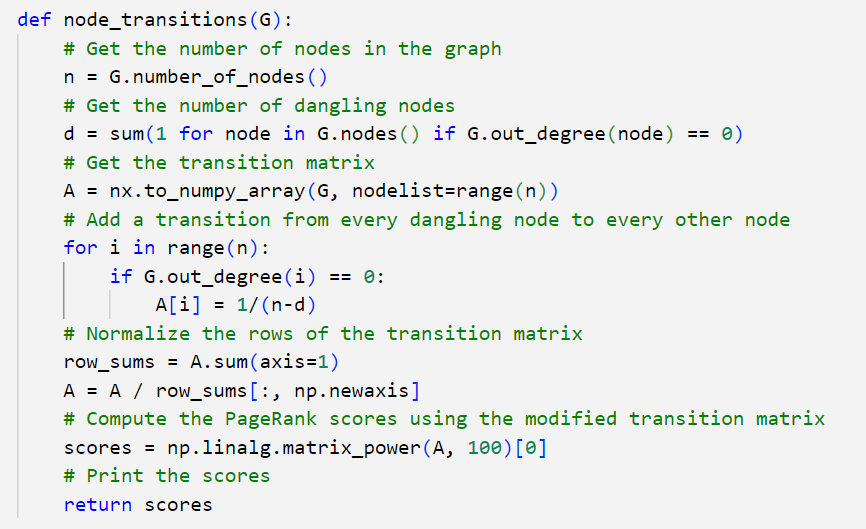 def node_transitions(G):
    # Get the number of nodes in the graph
    n = G.number_of_nodes()
    # Get the number of dangling nodes
    d = sum(1 for node in G.nodes() if G.out_degree(node) == 0)
    # Get the transition matrix
    A = nx.to_numpy_array(G, nodelist=range(n))
    # Add a transition from every dangling node to every other node
    for i in range(n):
        if G.out_degree(i) == 0:
            A[i] = 1/(n-d)
    # Normalize the rows of the transition matrix
    row_sums = A.sum(axis=1)
    A = A / row_sums[:, np.newaxis]
    # Compute the PageRank scores using the modified transition matrix
    scores = np.linalg.matrix_power(A, 100)[0]
    # Print the scores
    return scores